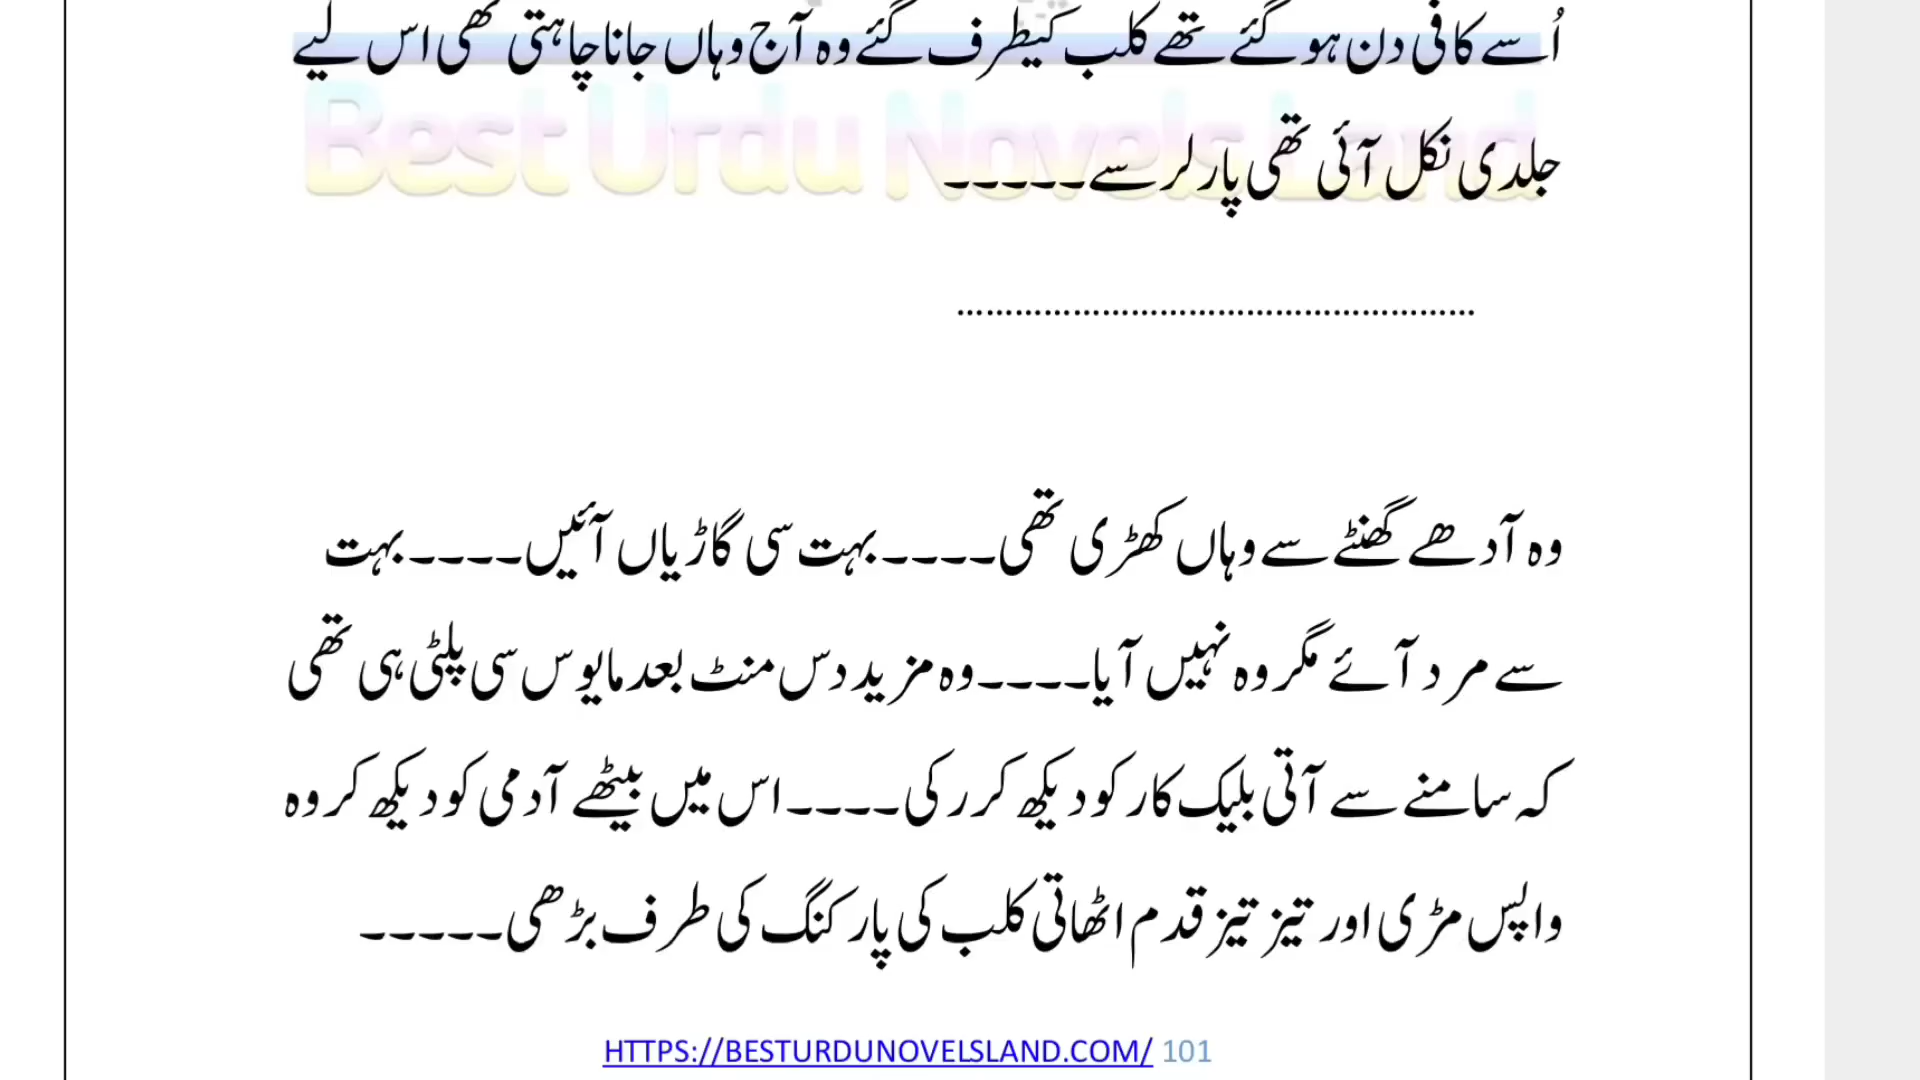 اُسے کافی دن ہو گئے تھے کلب کیطرف گئے وہ آج وہاں جانا چاہتی تھی اس لیے
Best Urdu Novels Land
جلدی نکل آئی تھی پارلر سے۔۔۔۔۔
......................................................
وہ آدھے گھنٹے سے وہاں کھڑی تھی۔۔۔۔بہت سی گاڑیاں آئیں۔۔۔۔بہت
سے مرد آئے مگر وہ نہیں آیا۔۔۔۔وہ مزید دس منٹ بعد مایوس سی پلٹی ہی تھی
کہ سامنے سے آتی بلیک کار کو دیکھ کر رکی۔۔۔۔اس میں بیٹھے آدمی کو دیکھ کر وہ
واپس مڑی اور تیز تیز قدم اٹھاتی کلب کی پارکنگ کی طرف بڑھی۔۔۔۔۔
HTTPS://BESTURDUNOVELSLAND.COM/ 101